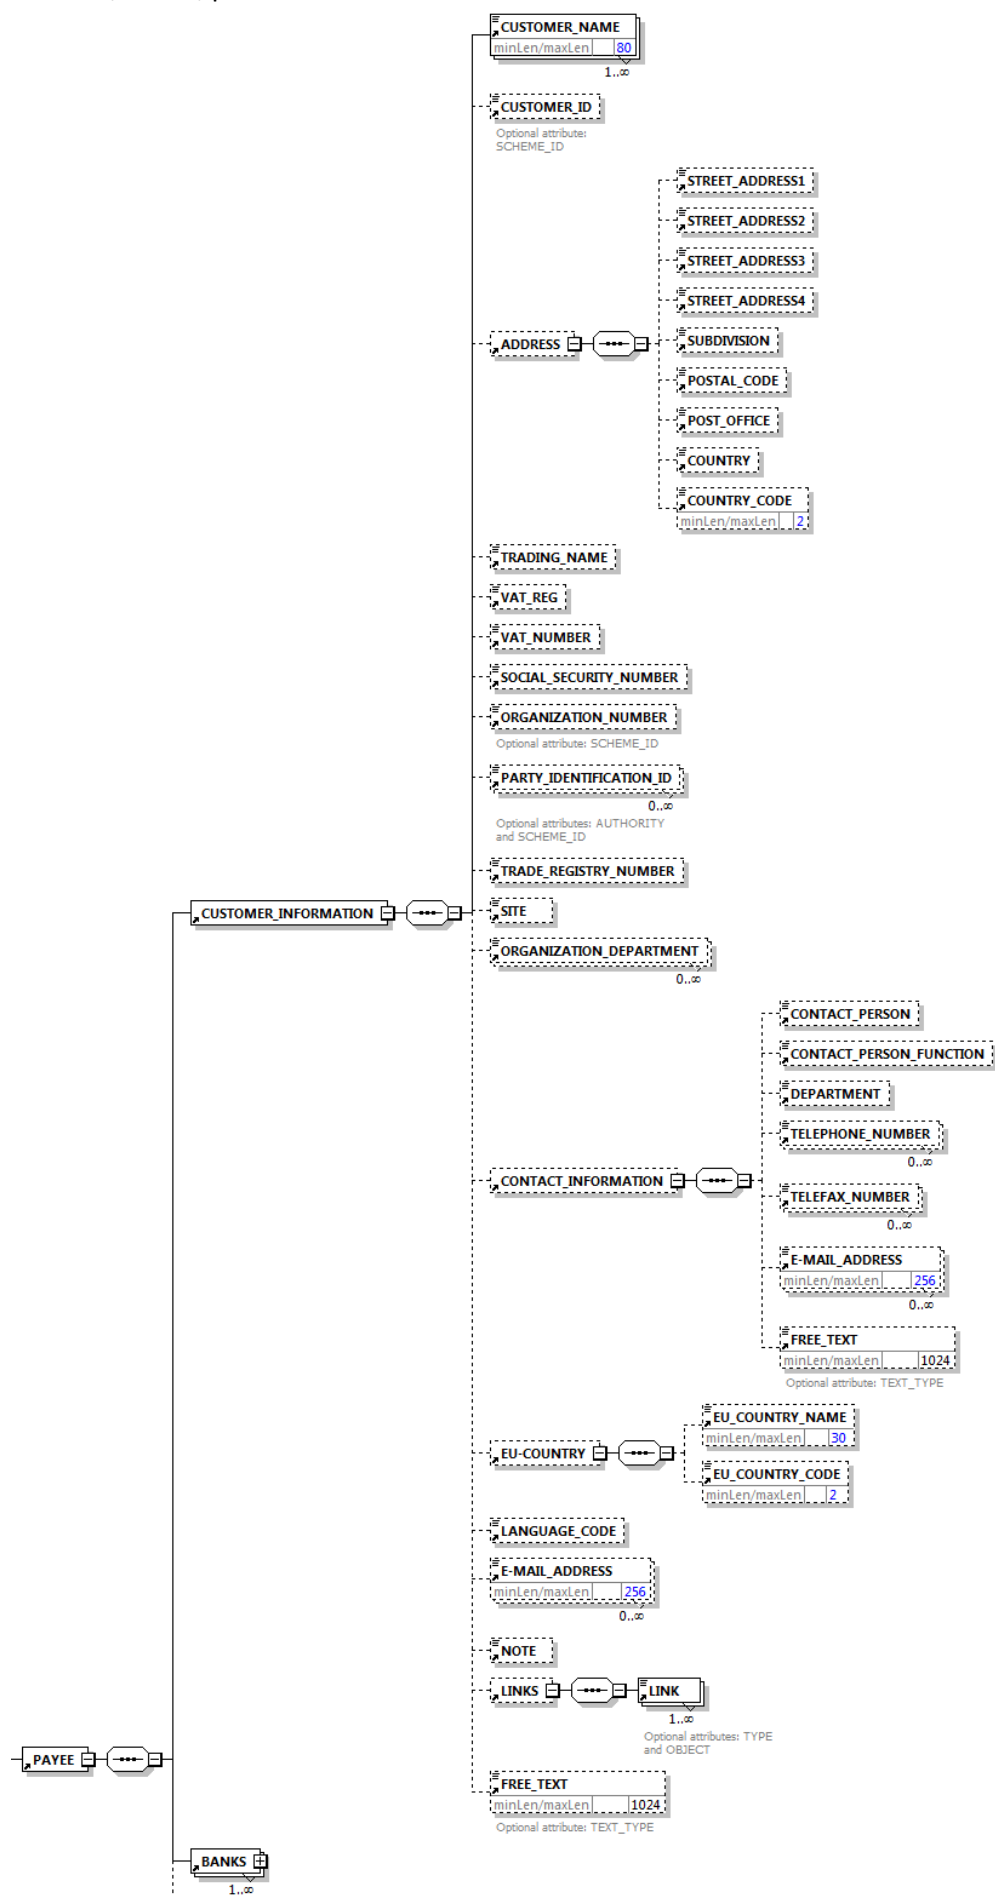 CUSTOMER_NAME
minLen/maxLen 80
1..∞
CUSTOMER_ID
Optional attribute:
SCHEME_ID
STREET_ADDRESS1
STREET_ADDRESS2
STREET_ADDRESS3
STREET_ADDRESS4
ADDRESS
SUBDIVISION
POSTAL_CODE
POST_OFFICE
COUNTRY
COUNTRY_CODE
minLen/maxLen 2
TRADING_NAME
VAT_REG
VAT_NUMBER
SOCIAL_SECURITY_NUMBER
ORGANIZATION_NUMBER
Optional attribute: SCHEME_ID
PARTY_IDENTIFICATION_ID
0..∞
Optional attributes: AUTHORITY
and SCHEME_ID
TRADE_REGISTRY_NUMBER
CUSTOMER_INFORMATION
SITE
ORGANIZATION_DEPARTMENT
0..∞
CONTACT_PERSON
CONTACT_PERSON_FUNCTION
DEPARTMENT
TELEPHONE_NUMBER
0..∞
CONTACT_INFORMATION
TELEFAX_NUMBER
0..∞
E-MAIL_ADDRESS
minLen/maxLen 256
0..∞
FREE_TEXT
minLen/maxLen 1024
Optional attribute: TEXT_TYPE
EU_COUNTRY_NAME
minLen/maxLen 30
EU-COUNTRY
EU_COUNTRY_CODE
minLen/maxLen 2
LANGUAGE_CODE
E-MAIL_ADDRESS
minLen/maxLen 256
0..∞
NOTE
LINKS
LINK
1..∞
Optional attributes: TYPE
and OBJECT
PAYEE
FREE_TEXT
minLen/maxLen 1024
Optional attribute: TEXT_TYPE
BANKS
1..∞